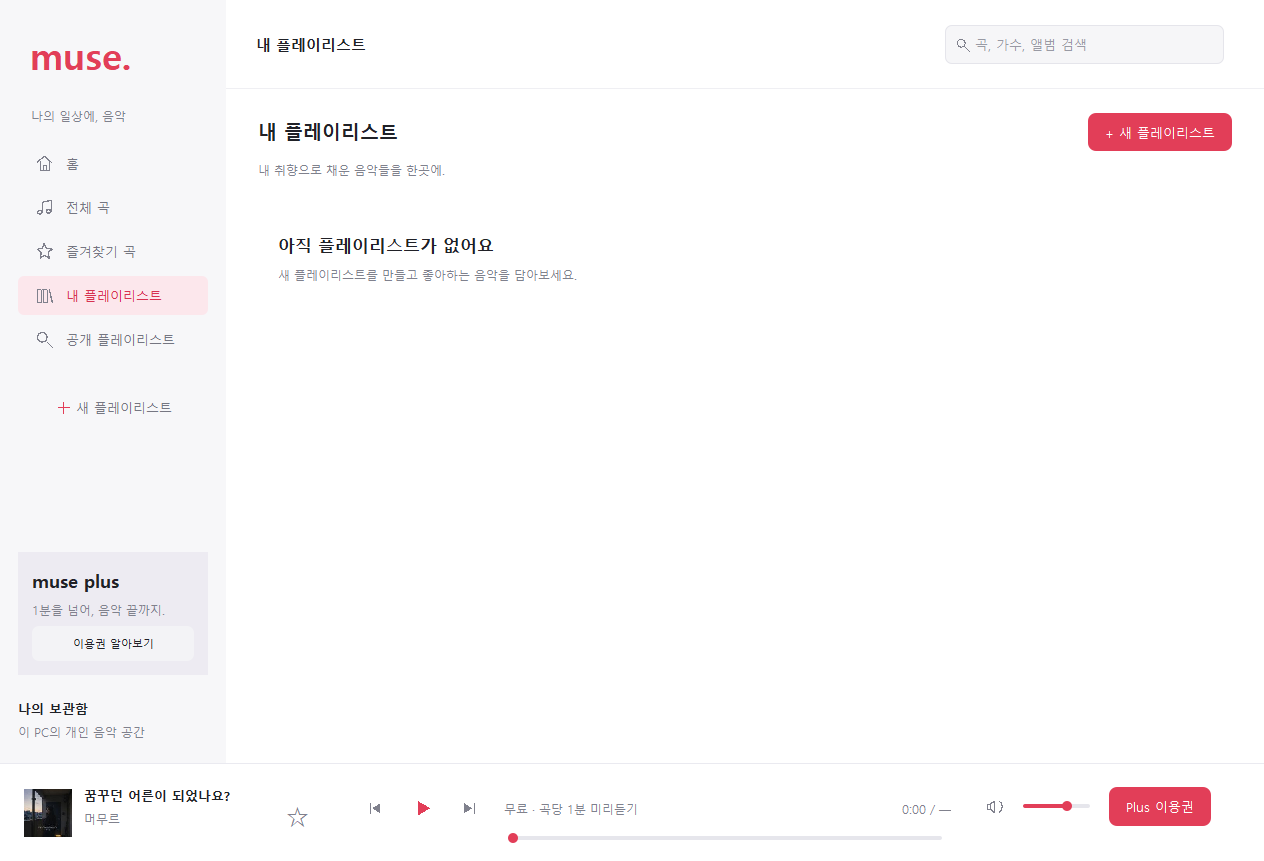 muse.
나의 일상에, 음악
홈
전체 곡
즐겨찾기 곡
내 플레이리스트
공개 플레이리스트
+ 새 플레이리스트
muse plus
1분을 넘어, 음악 끝까지.
이용권 알아보기
나의 보관함
이 PC의 개인 음악 공간
내 플레이리스트
곡, 가수, 앨범 검색
내 플레이리스트
+ 새 플레이리스트
내 취향으로 채운 음악들을 한곳에.
아직 플레이리스트가 없어요
새 플레이리스트를 만들고 좋아하는 음악을 담아보세요.
꿈꾸던 어른이 되었나요?
머무르
무료 · 곡당 1분 미리듣기
0:00 / —
Plus 이용권